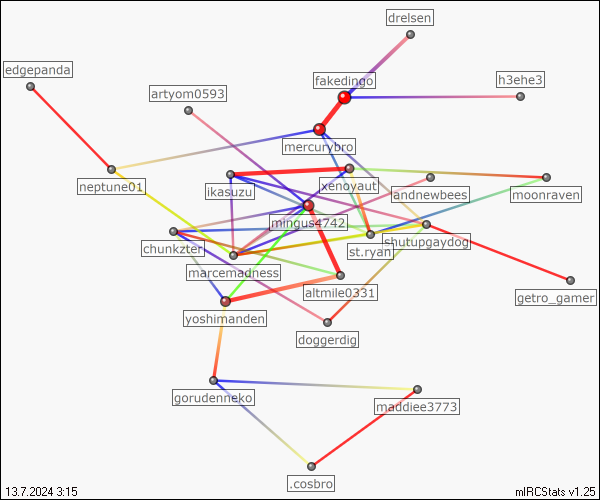 drelsen
edgepanda
fakedingo
h3ehe3
artyom0593
mercurybro
neptune01
ikasuzu
xenoyaut
andnewbees
moonraven
mingus4742
chunkzter
st.ryan
shutupgaydog
marcemadness
altmile0331
getro_gamer
yoshimanden
doggerdig
gorudenneko
maddiee3773
.cosbro
13.7.2024 3:15
mIRCStats v1.25